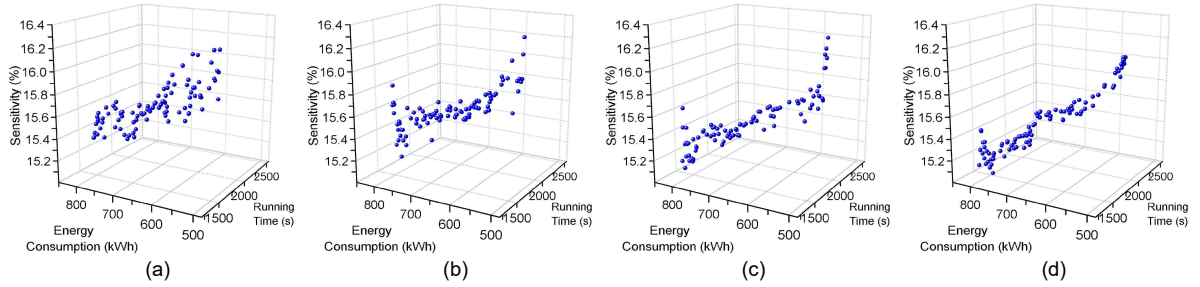 16.4
16.2
16.0
15.8
15.6
15.4
15.2
Sensitivity (%)
800
700
600
500
Energy
Consumption (kWh)
1500
2000
2500
Running
Time (s)
(a)
16.4
16.2
16.0
15.8
15.6
15.4
15.2
Sensitivity (%)
800
700
600
500
Energy
Consumption (kWh)
1500
2000
2500
Running
Time (s)
(b)
16.4
16.2
16.0
15.8
15.6
15.4
15.2
Sensitivity (%)
800
700
600
500
Energy
Consumption (kWh)
1500
2000
2500
Running
Time (s)
(c)
16.4
16.2
16.0
15.8
15.6
15.4
15.2
Sensitivity (%)
800
700
600
500
Energy
Consumption (kWh)
1500
2000
2500
Running
Time (s)
(d)